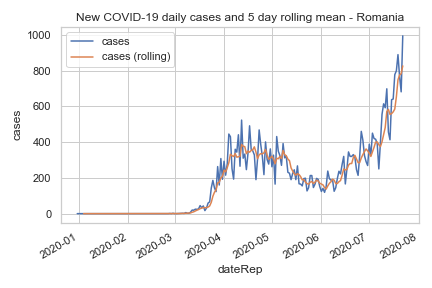 New COVID-19 daily cases and 5 day rolling mean - Romania
cases
cases (rolling)
1000
800
600
400
200
0
cases
2020-01
2020-02
2020-03
2020-04
2020-05
2020-06
2020-07
2020-08
dateRep